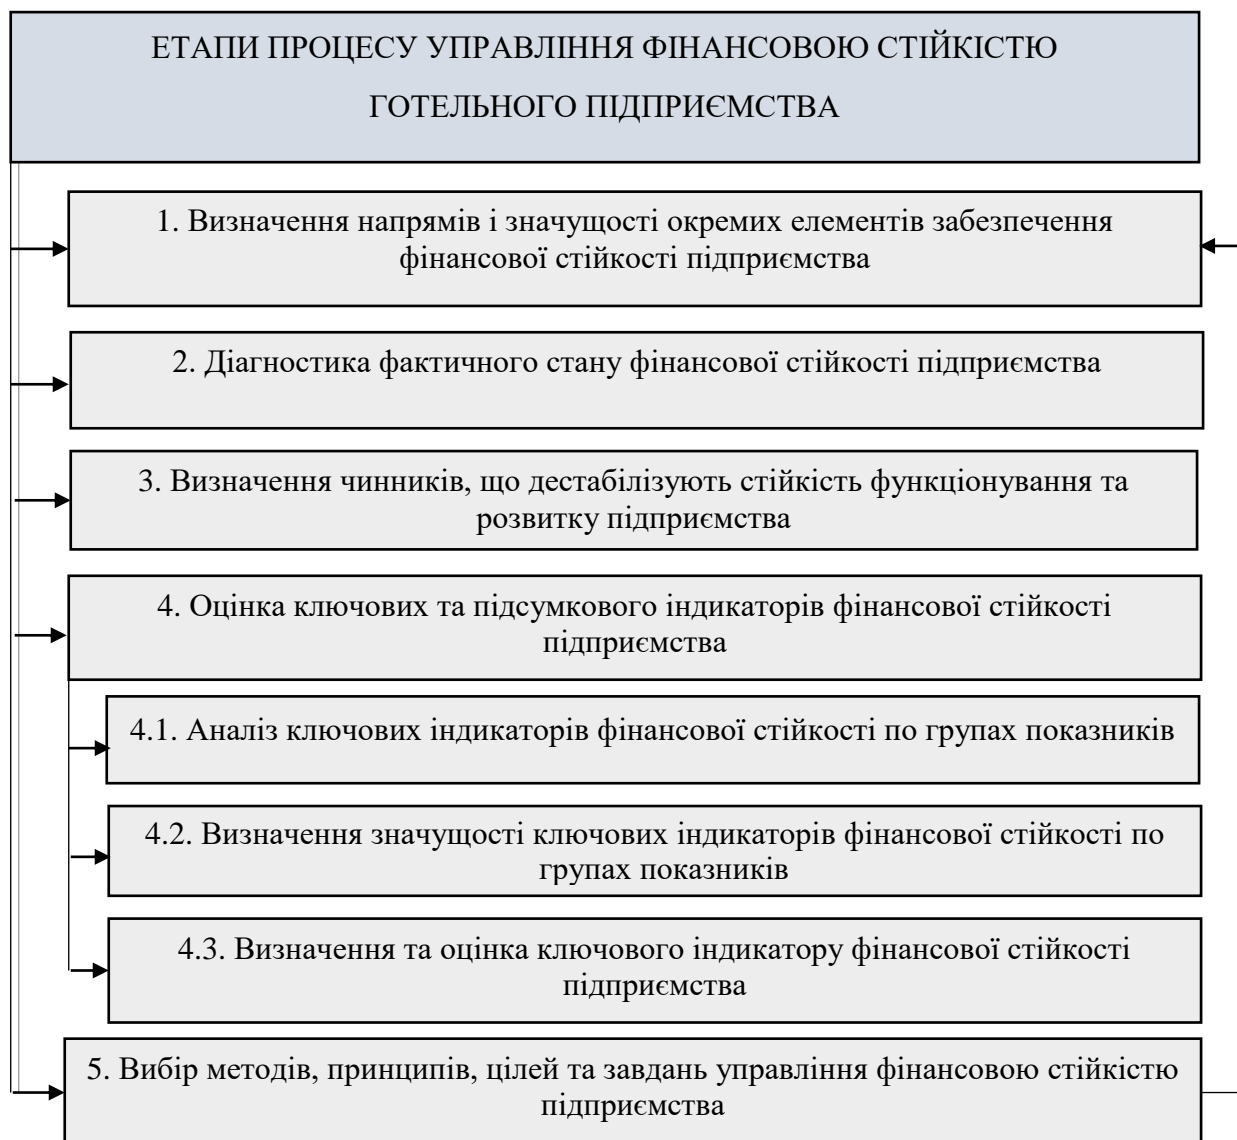 ЕТАПИ ПРОЦЕСУ УПРАВЛІННЯ ФІНАНСОВОЮ СТІЙКІСТЮ
ГОТЕЛЬНОГО ПІДПРИЄМСТВА
1. Визначення напрямів і значущості окремих елементів забезпечення
фінансової стійкості підприємства
2. Діагностика фактичного стану фінансової стійкості підприємства
3. Визначення чинників, що дестабілізують стійкість функціонування та
розвитку підприємства
4. Оцінка ключових та підсумкового індикаторів фінансової стійкості
підприємства
4.1. Аналіз ключових індикаторів фінансової стійкості по групах показників
4.2. Визначення значущості ключових індикаторів фінансової стійкості по
групах показників
4.3. Визначення та оцінка ключового індикатору фінансової стійкості
підприємства
5. Вибір методів, принципів, цілей та завдань управління фінансовою стійкістю
підприємства